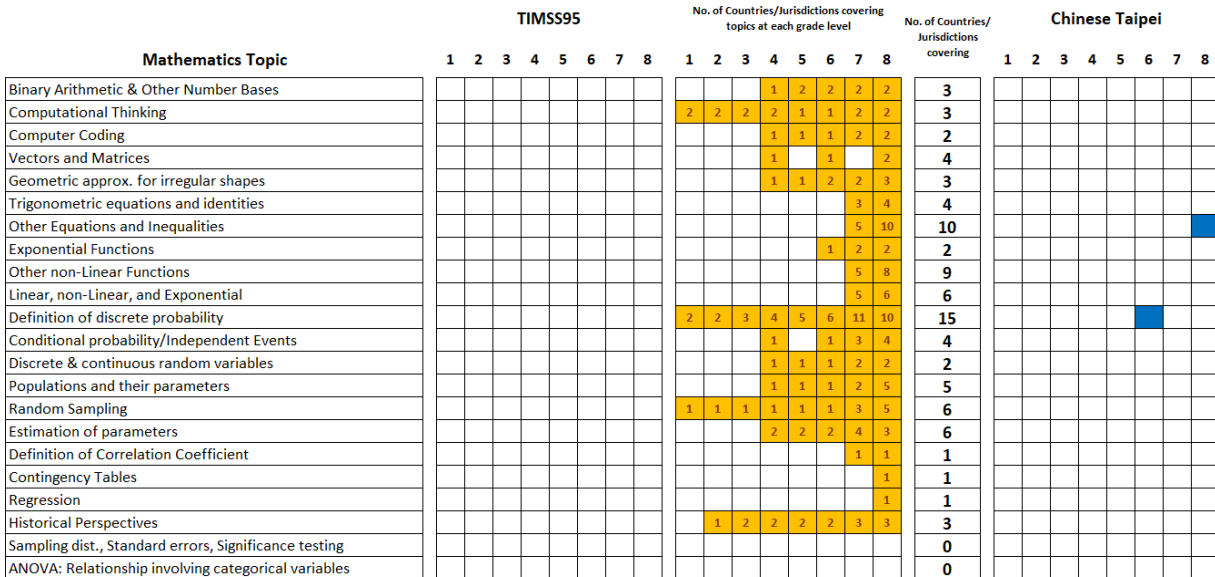 TIMSS95
No. of Countries/Jurisdictions covering
topics at each grade level
No. of Countries/
Jurisdictions
covering
Chinese Taipei
Mathematics Topic 1 2 3 4 5 6 7 8 1 2 3 4 5 6 7 8 1 2 3 4 5 6 7 8
Binary Arithmetic & Other Number Bases 1 2 2 2 2 3
Computational Thinking 2 2 2 2 1 1 2 2 3
Computer Coding 1 1 1 2 2 2
Vectors and Matrices 1 1 2 4
Geometric approx. for irregular shapes 1 1 2 2 3 3
Trigonometric equations and identities 3 4 4
Other Equations and Inequalities 5 10 10
Exponential Functions 1 2 2 2
Other non-Linear Functions 5 8 9
Linear, non-Linear, and Exponential 5 6 6
Definition of discrete probability 2 2 3 4 5 6 11 10 15
Conditional probability/Independent Events 1 1 3 4 4
Discrete & continuous random variables 1 1 1 2 2 2
Populations and their parameters 1 1 1 2 5 5
Random Sampling 1 1 1 1 1 1 3 5 6
Estimation of parameters 2 2 2 4 3 6
Definition of Correlation Coefficient 1 1 1
Contingency Tables 1 1
Regression 1 1
Historical Perspectives 1 2 2 2 2 3 3 3
Sampling dist., Standard errors, Significance testing 0
ANOVA: Relationship involving categorical variables 0